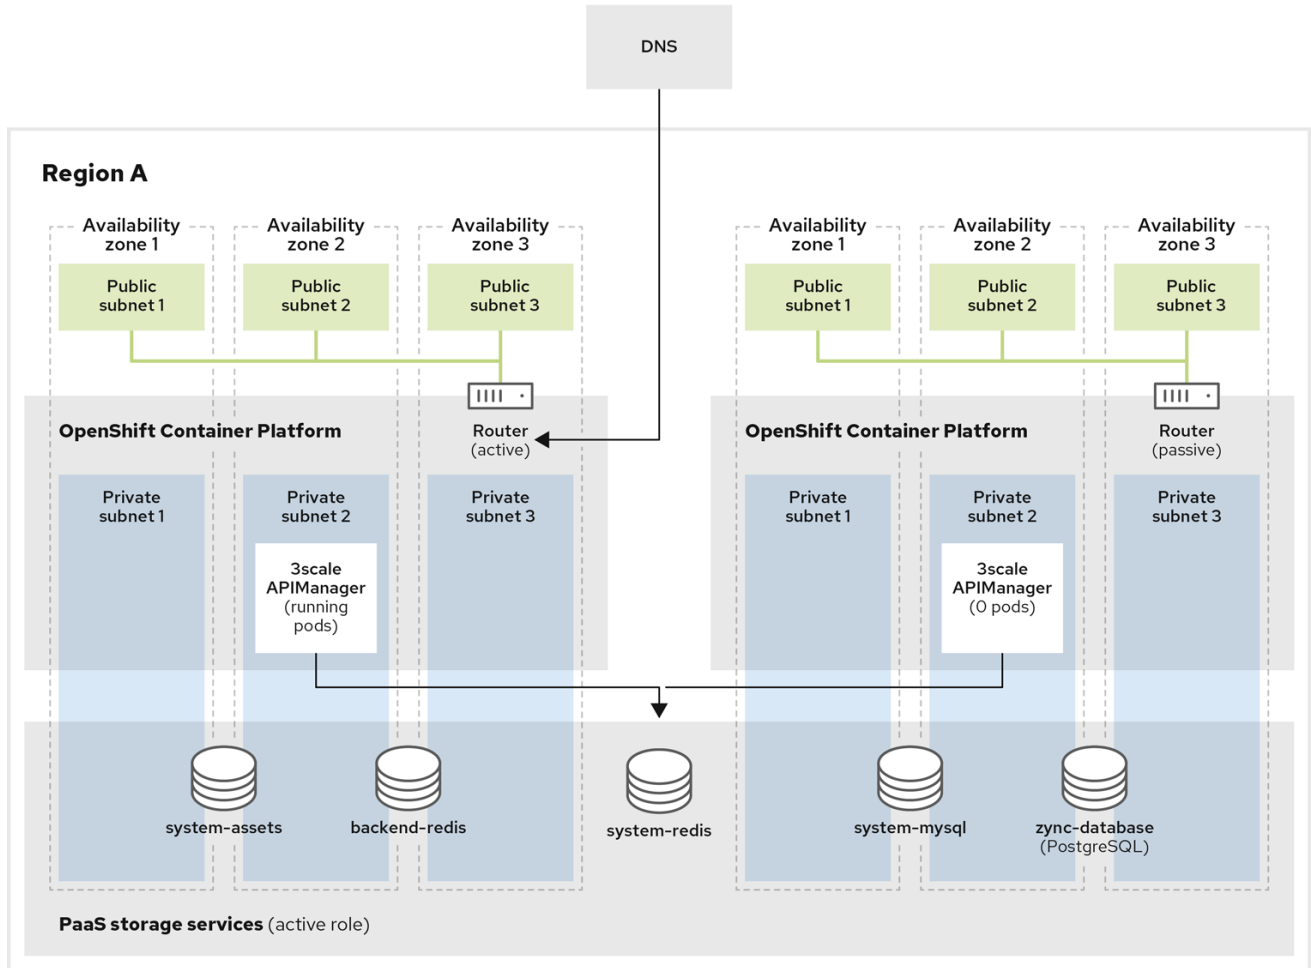 DNS
Region A
Availability
zone 1
Availability
zone 2
Availability
zone 3
Availability
zone 1
Availability
zone 2
Availability
zone 3
Public
subnet 1
Public
subnet 2
Public
subnet 3
Public
subnet 1
Public
subnet 2
Public
subnet 3
OpenShift Container Platform
Router
(active)
OpenShift Container Platform
Router
(passive)
Private
subnet 1
Private
subnet 2
Private
subnet 3
Private
subnet 1
Private
subnet 2
Private
subnet 3
3scale
APIManager
(running
pods)
3scale
APIManager
(0 pods)
system-assets
backend-redis
system-redis
system-mysql
zync-database
(PostgreSQL)
PaaS storage services (active role)